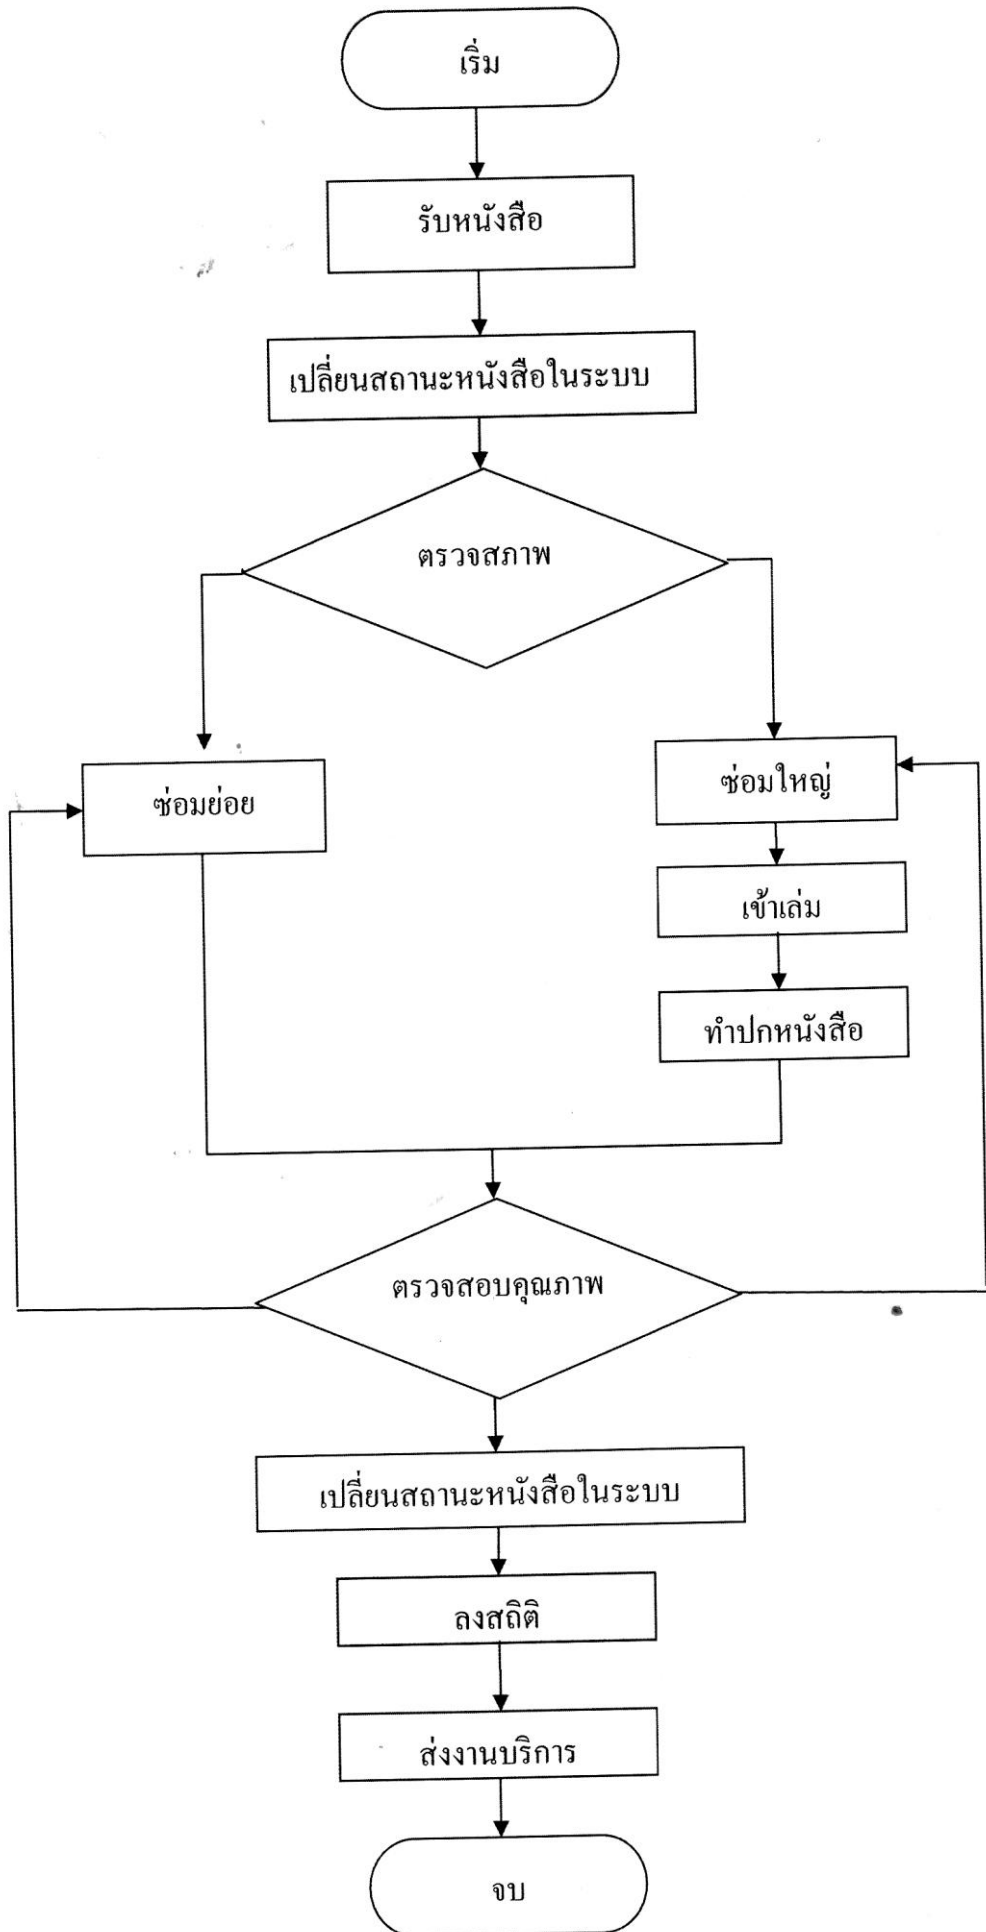 เริ่ม
รับหนังสือ
เปลี่ยนสถานะหนังสือในระบบ
ตรวจสภาพ
ซ่อมย่อย
ซ่อมใหญ่
เข้าเล่ม
ทำปกหนังสือ
ตรวจสอบคุณภาพ
เปลี่ยนสถานะหนังสือในระบบ
ลงสถิติ
ส่งงานบริการ
จบ